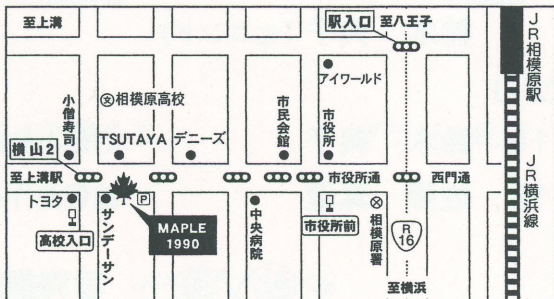 至上溝
駅入口
至八王子
JR相模原駅
アイワールド
小僧寿司
文相模原高校
市民会館
市役所
横山2
TSUTAYA
デニーズ
JR横浜線
至上溝駅
市役所通
西門通
トヨタ
サンデーサン
P
MAPLE
1990
中央病院
市役所前
相模原署
R
16
高校入口
至横浜